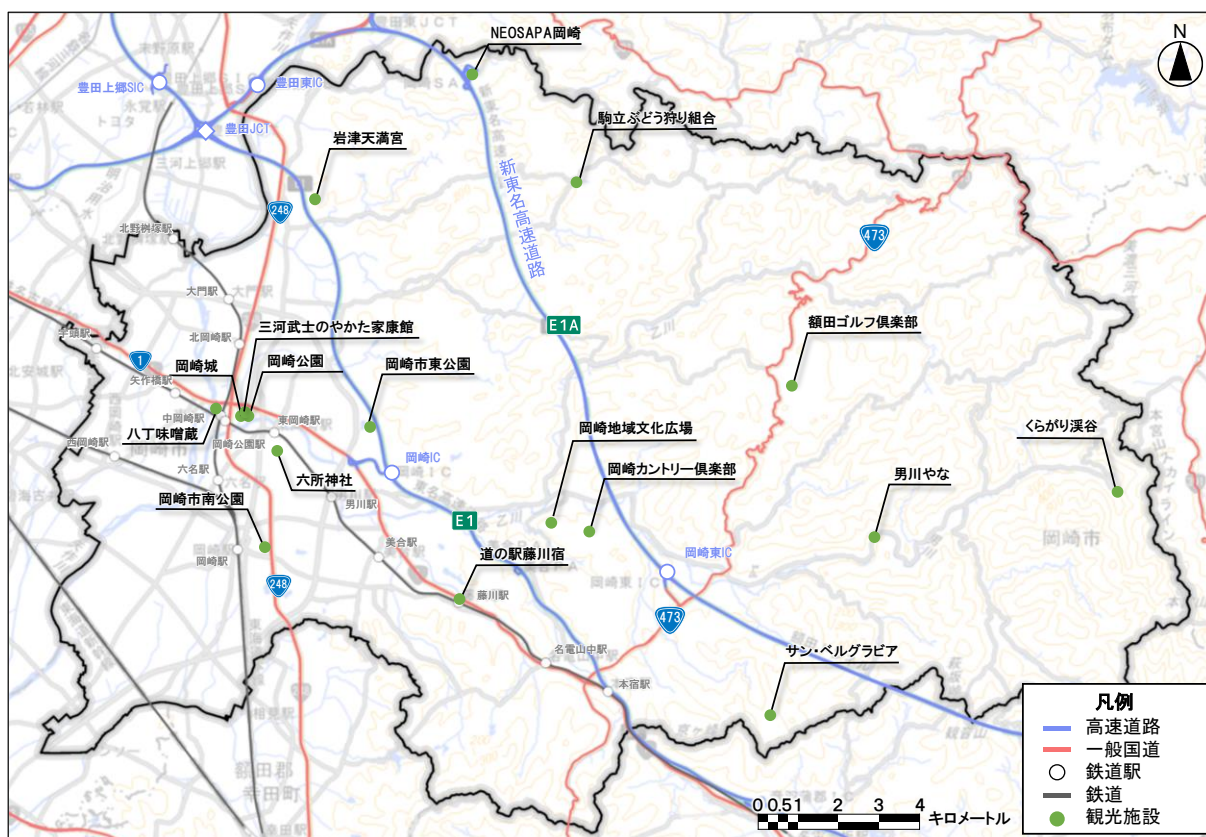 NEOSAPA岡崎
N
豊田上郷SIC
豊田東IC
豊田JCT
岩津天満宮
駒立ぶどう狩り組合
新東名高速道路
248
473
北野桝塚駅
大門駅
北岡崎駅
宇頭駅
1
矢作橋駅
三河武士のやかた家康館
岡崎城
岡崎公園
岡崎市東公園
E1A
額田ゴルフ倶楽部
中岡崎駅
東岡崎駅
八丁味噌蔵
岡崎公園駅
西岡崎駅
六名駅
六所神社
岡崎IC
岡崎地域文化広場
岡崎カントリー倶楽部
くらがり渓谷
男川やな
岡崎市南公園
男川駅
E1
岡崎駅
美合駅
道の駅藤川宿
岡崎東IC
岡崎市
248
藤川駅
473
名電山中駅
本宿駅
サン・ベルグラビア
額田郡
幸田町
凡例
高速道路
一般国道
鉄道駅
鉄道
観光施設
0 0.51 2 3 4
キロメートル